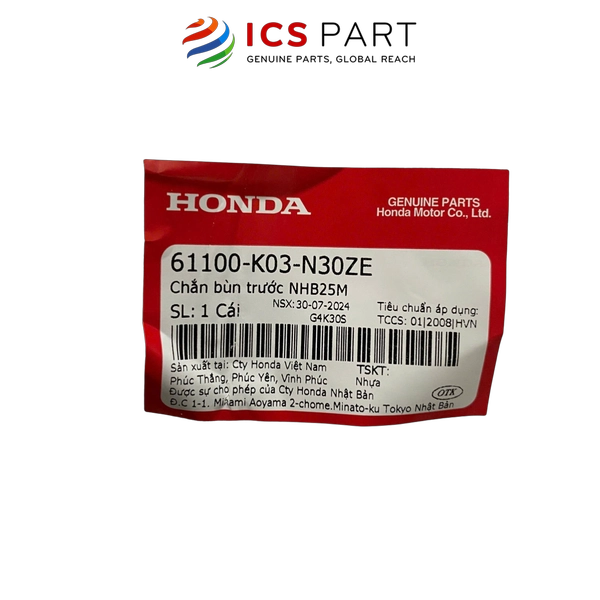 ICS PART
GENUINE PARTS, GLOBAL REACH
HONDA
GENUINE PARTS
Honda Motor Co., Ltd.
61100-K03-N30ZE
Chắn bùn trước NHB25M
SL: 1 Cái
NSX: 30-07-2024
G4K30S
Tiêu chuẩn áp dụng:
TCCS: 01|2008|HVN
Sản xuất tại: Cty Honda Việt Nam
Phúc Thắng, Phúc Yên, Vĩnh Phúc
TSKT:
Nhựa
Được sự cho phép của Cty Honda Nhật Bản
Đ.C 1-1. Minami Aoyama 2-chome.Minato-ku Tokyo Nhật Bản
OTK